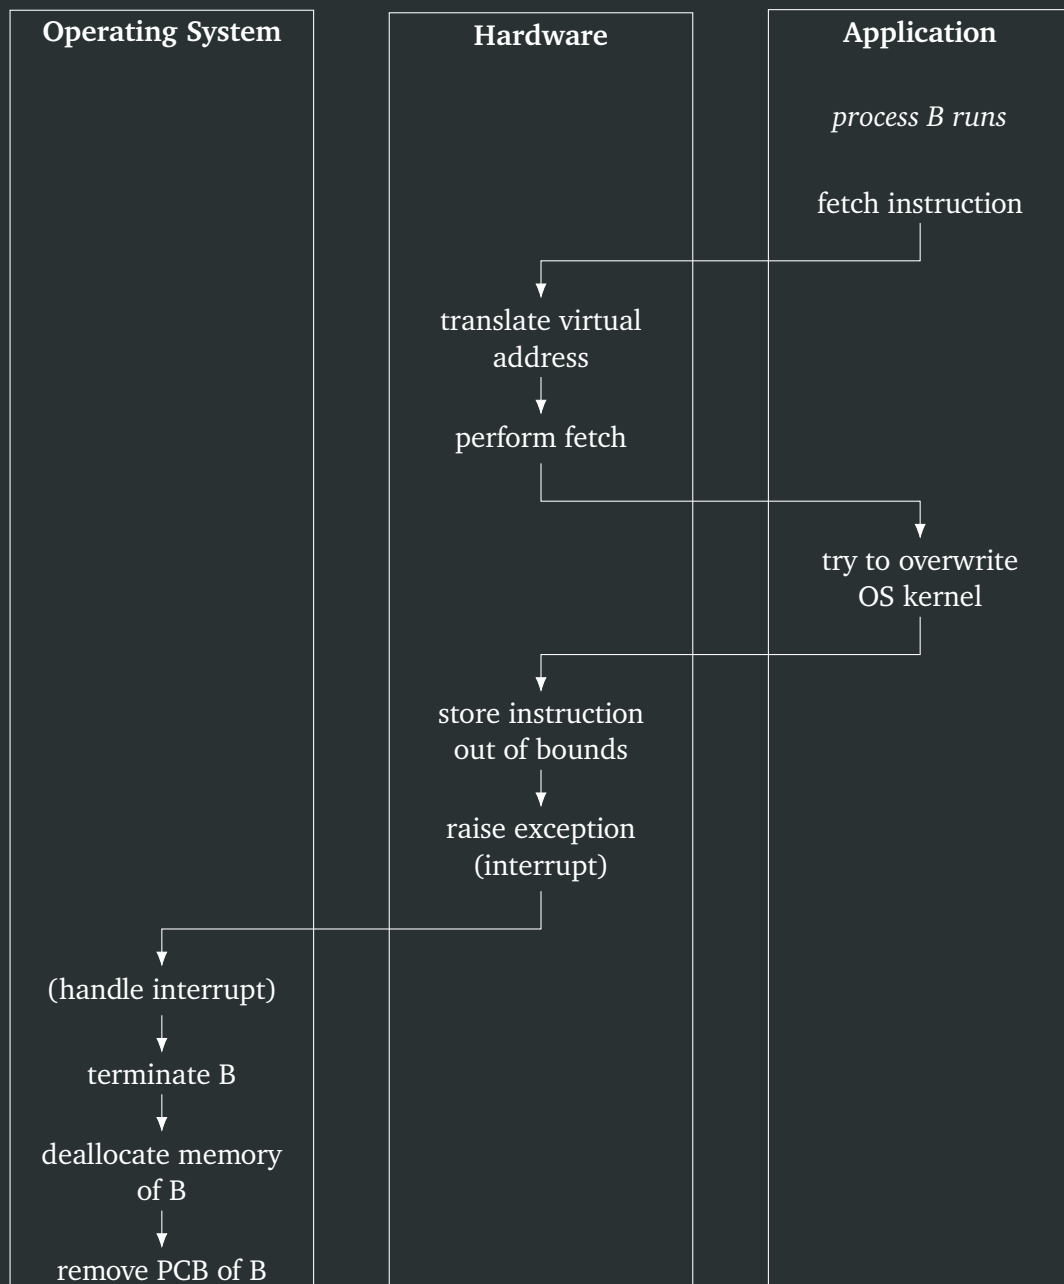 Operating System
Hardware
Application
process B runs
fetch instruction
translate virtual
address
perform fetch
try to overwrite
OS kernel
store instruction
out of bounds
raise exception
(interrupt)
(handle interrupt)
terminate B
deallocate memory
of B
remove PCB of B